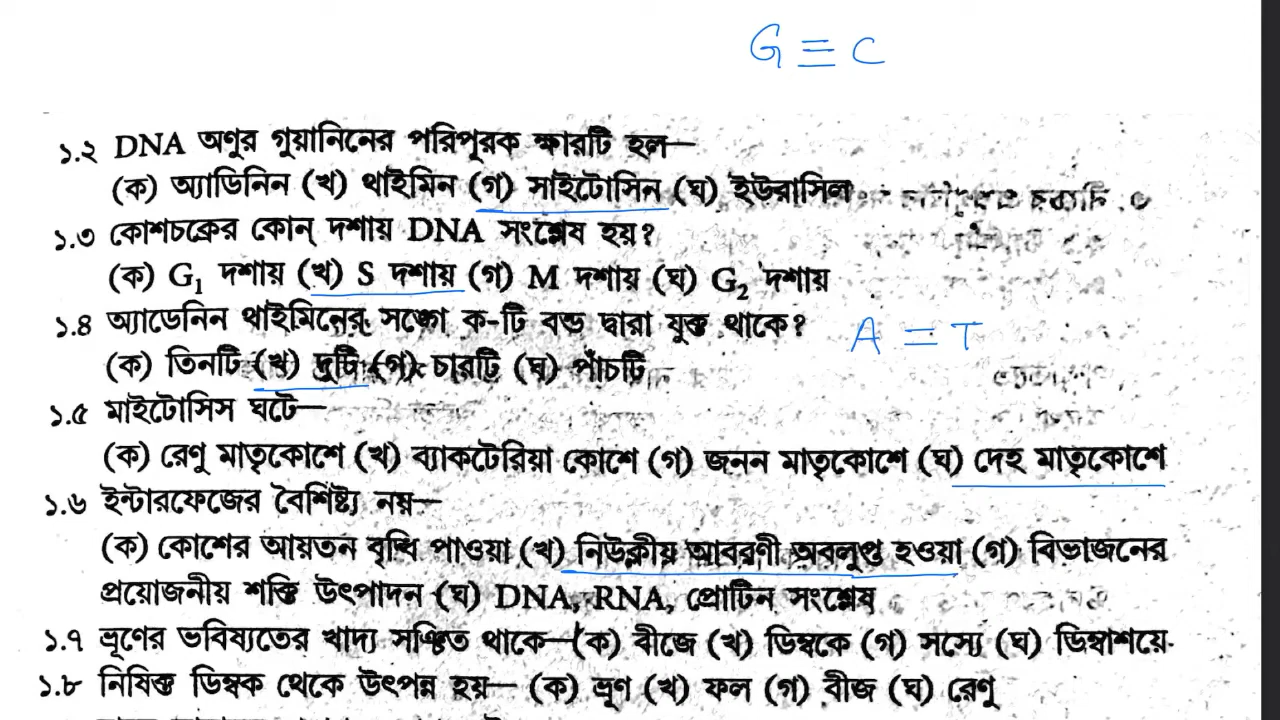 G ≡ C
১.২ DNA অণুর গুয়ানিনের পরিপূরক ক্ষারটি হল—
(ক) অ্যাডিনিন (খ) থাইমিন (গ) সাইটোসিন (ঘ) ইউরাসিল
১.৩ কোশচক্রের কোন্ দশায় DNA সংশ্লেষ হয়?
(ক) G₁ দশায় (খ) S দশায় (গ) M দশায় (ঘ) G₂ দশায়
১.৪ অ্যাডেনিন থাইমিনের সঙ্গে ক-টি বন্ড দ্বারা যুক্ত থাকে? A = T
(ক) তিনটি (খ) দুটি (গ) চারটি (ঘ) পাঁচটি
১.৫ মাইটোসিস ঘটে—
(ক) রেণু মাতৃকোশে (খ) ব্যাকটেরিয়া কোশে (গ) জনন মাতৃকোশে (ঘ) দেহ মাতৃকোশে
১.৬ ইন্টারফেজের বৈশিষ্ট্য নয়—
(ক) কোশের আয়তন বৃদ্ধি পাওয়া (খ) নিউক্লীয় আবরণী অবলুপ্ত হওয়া (গ) বিভাজনের
প্রয়োজনীয় শক্তি উৎপাদন (ঘ) DNA, RNA, প্রোটিন সংশ্লেষ
১.৭ ভ্রূণের ভবিষ্যতের খাদ্য সঞ্চিত থাকে—(ক) বীজে (খ) ডিম্বকে (গ) সস্যে (ঘ) ডিম্বাশয়ে
১.৮ নিষিক্ত ডিম্বক থেকে উৎপন্ন হয়— (ক) ভ্রূণ (খ) ফল (গ) বীজ (ঘ) রেণু